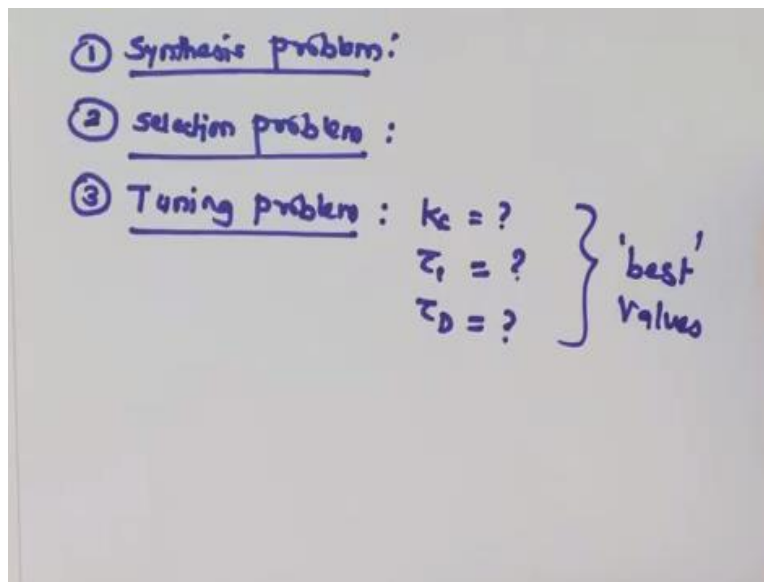 ① Synthesis problem:
② selection problem :
③ Tuning problem : Kc = ?
τI = ?
τD = ?
'best'
Values